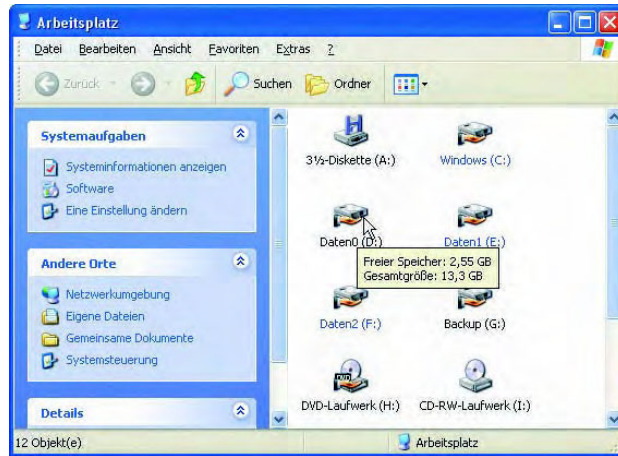 Arbeitsplatz
Datei Bearbeiten Ansicht Favoriten Extras ?
Zurück Suchen Ordner
Systemaufgaben
Systeminformationen anzeigen
Software
Eine Einstellung ändern
Andere Orte
Netzwerkumgebung
Eigene Dateien
Gemeinsame Dokumente
Systemsteuerung
Details
3½-Diskette (A:) Windows (C:)
Daten0 (D:) Daten1 (E:)
Freier Speicher: 2,55 GB
Gesamtgröße: 13,3 GB
Daten2 (F:) Backup (G:)
DVD
DVD-Laufwerk (H:) CD-RW-Laufwerk (I:)
12 Objekt(e) Arbeitsplatz